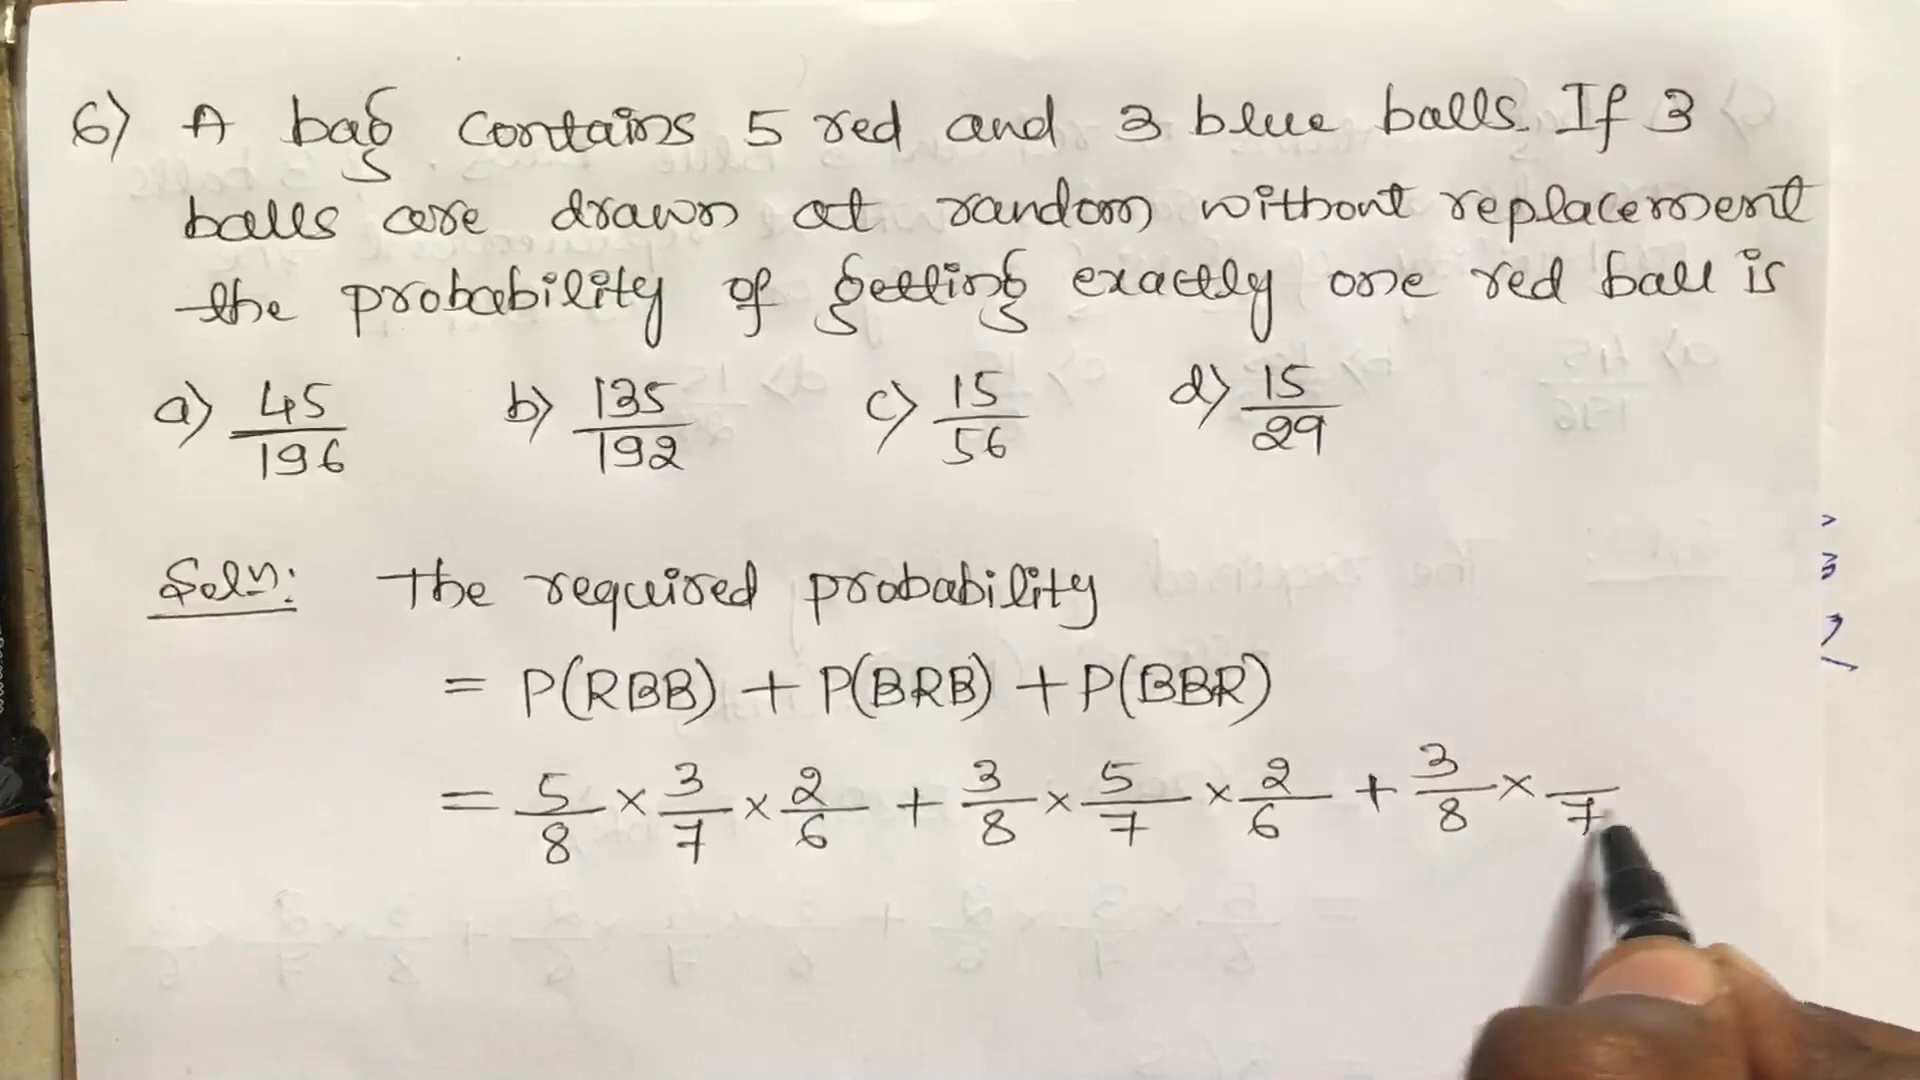 6) A bag contains 5 red and 3 blue balls. If 3
balls are drawn at random without replacement
the probability of getting exactly one red ball is
a) 45/196 b) 135/192 c) 15/56 d) 15/29
Soln: The required probability
= P(RBB) + P(BRB) + P(BBR)
= 5/8 × 3/7 × 2/6 + 3/8 × 5/7 × 2/6 + 3/8 × /7